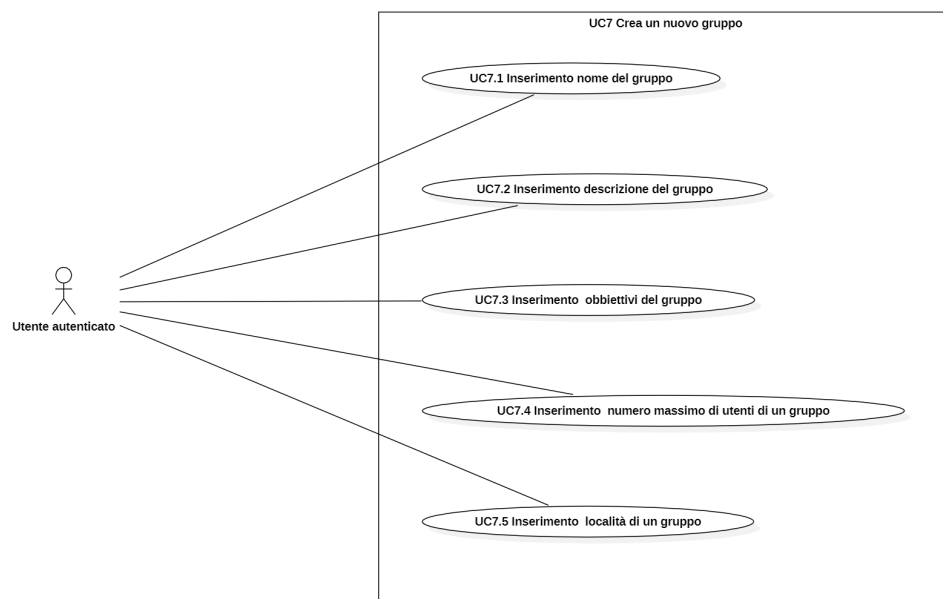 UC7 Crea un nuovo gruppo
UC7.1 Inserimento nome del gruppo
UC7.2 Inserimento descrizione del gruppo
UC7.3 Inserimento  obbiettivi del gruppo
Utente autenticato
UC7.4 Inserimento  numero massimo di utenti di un gruppo
UC7.5 Inserimento  località di un gruppo